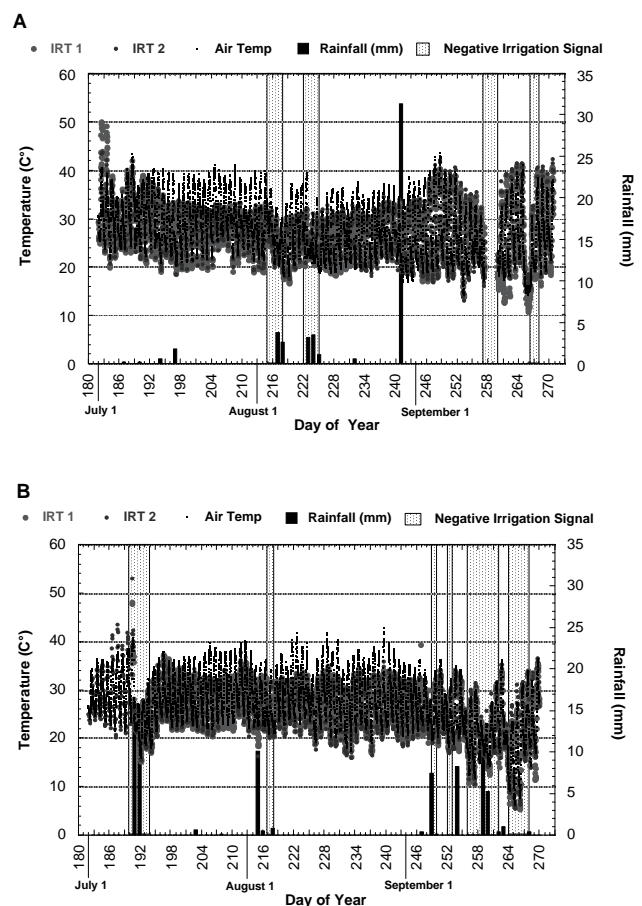 A
IRT 1 IRT 2 Air Temp Rainfall (mm) Negative Irrigation Signal
60 50 40 30 20 10 0
Temperature (C°)
35 30 25 20 15 10 5 0
Rainfall (mm)
180 186 192 198 204 210 216 222 228 234 240 246 252 258 264 270
July 1 August 1 September 1
Day of Year
B
IRT 1 IRT 2 Air Temp Rainfall (mm) Negative Irrigation Signal
60 50 40 30 20 10 0
Temperature (C°)
35 30 25 20 15 10 5 0
Rainfall (mm)
180 186 192 198 204 210 216 222 228 234 240 246 252 258 264 270
July 1 August 1 September 1
Day of Year